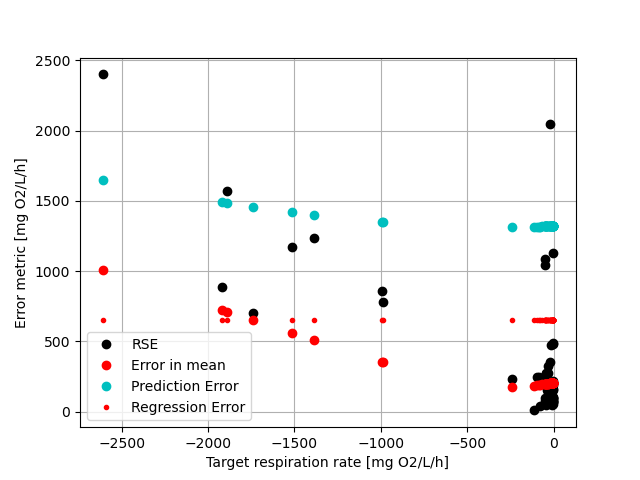 2500
2000
1500
1000
500
0
Error metric [mg O2/L/h]
RSE
Error in mean
Prediction Error
Regression Error
−2500 −2000 −1500 −1000 −500 0
Target respiration rate [mg O2/L/h]